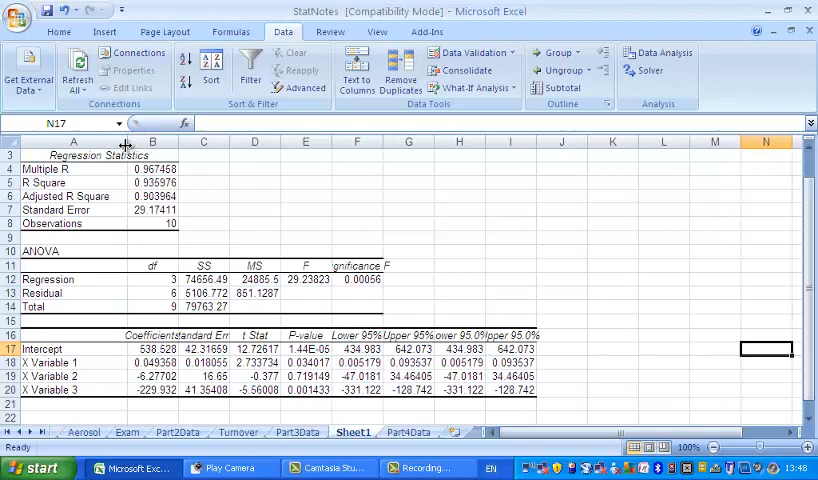 StatNotes [Compatibility Mode] - Microsoft Excel
Home Insert Page Layout Formulas Data Review View Add-Ins
Get External Data
Refresh All
Connections
Properties
Edit Links
Connections
Sort
Filter
Clear
Reapply
Advanced
Sort & Filter
Text to Columns
Remove Duplicates
Data Validation
Consolidate
What-If Analysis
Data Tools
Group
Ungroup
Subtotal
Outline
Data Analysis
Solver
Analysis
N17 fx
A B C D E F G H I J K L M N
3 Regression Statistics
4 Multiple R 0.967458
5 R Square 0.935976
6 Adjusted R Square 0.903964
7 Standard Error 29.17411
8 Observations 10
9
10 ANOVA
11 df SS MS F gnificance F
12 Regression 3 74656.49 24885.5 29.23823 0.00056
13 Residual 6 5106.772 851.1287
14 Total 9 79763.27
15
16 Coefficients tandard Err t Stat P-value Lower 95% Upper 95% ower 95.0% pper 95.0%
17 Intercept 538.528 42.31659 12.72617 1.44E-05 434.983 642.073 434.983 642.073
18 X Variable 1 0.049358 0.018055 2.733734 0.034017 0.005179 0.093537 0.005179 0.093537
19 X Variable 2 -6.27702 16.65 -0.377 0.719149 -47.0181 34.46405 -47.0181 34.46405
20 X Variable 3 -229.932 41.35408 -5.56008 0.001433 -331.122 -128.742 -331.122 -128.742
21
22
Aerosol Exam Part2Data Turnover Part3Data Sheet1 Part4Data
Ready 100%
start Microsoft Exc... Play Camera Camtasia Stu... Recording... EN 13:48